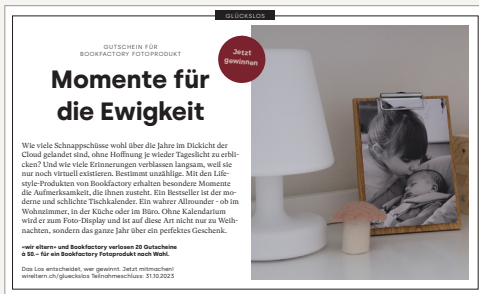 GLÜCKSLOS
GUTSCHEIN FÜR
BOOKFACTORY FOTOPRODUKT
Jetzt
gewinnen
Momente für
die Ewigkeit
Wie viele Schnappschüsse wohl über die Jahre im Dickicht der
Cloud gelandet sind, ohne Hoffnung je wieder Tageslicht zu erbli-
cken? Und wie viele Erinnerungen verblassen langsam, weil sie
nur noch virtuell existieren. Bestimmt unzählige. Mit den Life-
style-Produkten von Bookfactory erhalten besondere Momente
die Aufmerksamkeit, die ihnen zusteht. Ein Bestseller ist der mo-
derne und schlichte Tischkalender. Ein wahrer Allrounder - ob im
Wohnzimmer, in der Küche oder im Büro. Ohne Kalendarium
wird er zum Foto-Display und ist auf diese Art nicht nur zu Weih-
nachten, sondern das ganze Jahr über ein perfektes Geschenk.
«wir eltern» und Bookfactory verlosen 20 Gutscheine
à 50.– für ein Bookfactory Fotoprodukt nach Wahl.
Das Los entscheidet, wer gewinnt. Jetzt mitmachen!
wireltern.ch/glueckslos Teilnahmeschluss: 31.10.2023